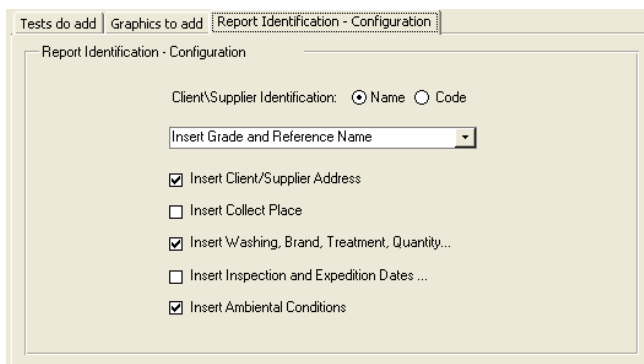 Tests do add Graphics to add Report Identification - Configuration
Report Identification - Configuration
Client\Supplier Identification: Name Code
Insert Grade and Reference Name
Insert Client/Supplier Address
Insert Collect Place
Insert Washing, Brand, Treatment, Quantity...
Insert Inspection and Expedition Dates ...
Insert Ambiental Conditions